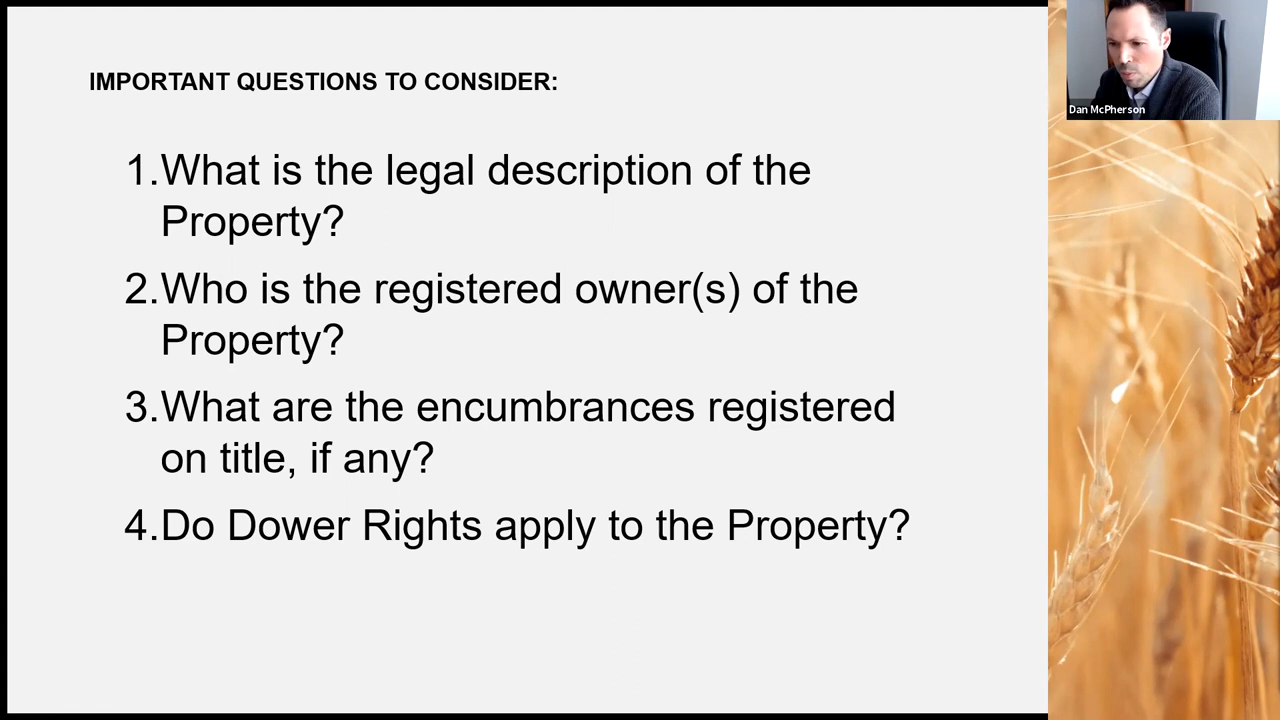 IMPORTANT QUESTIONS TO CONSIDER:
1.What is the legal description of the
Property?
2.Who is the registered owner(s) of the
Property?
3.What are the encumbrances registered
on title, if any?
4.Do Dower Rights apply to the Property?
Dan McPherson